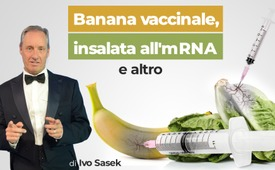 Banana vaccinale,
insalata all'mRNA
e altro
di Ivo Sasek